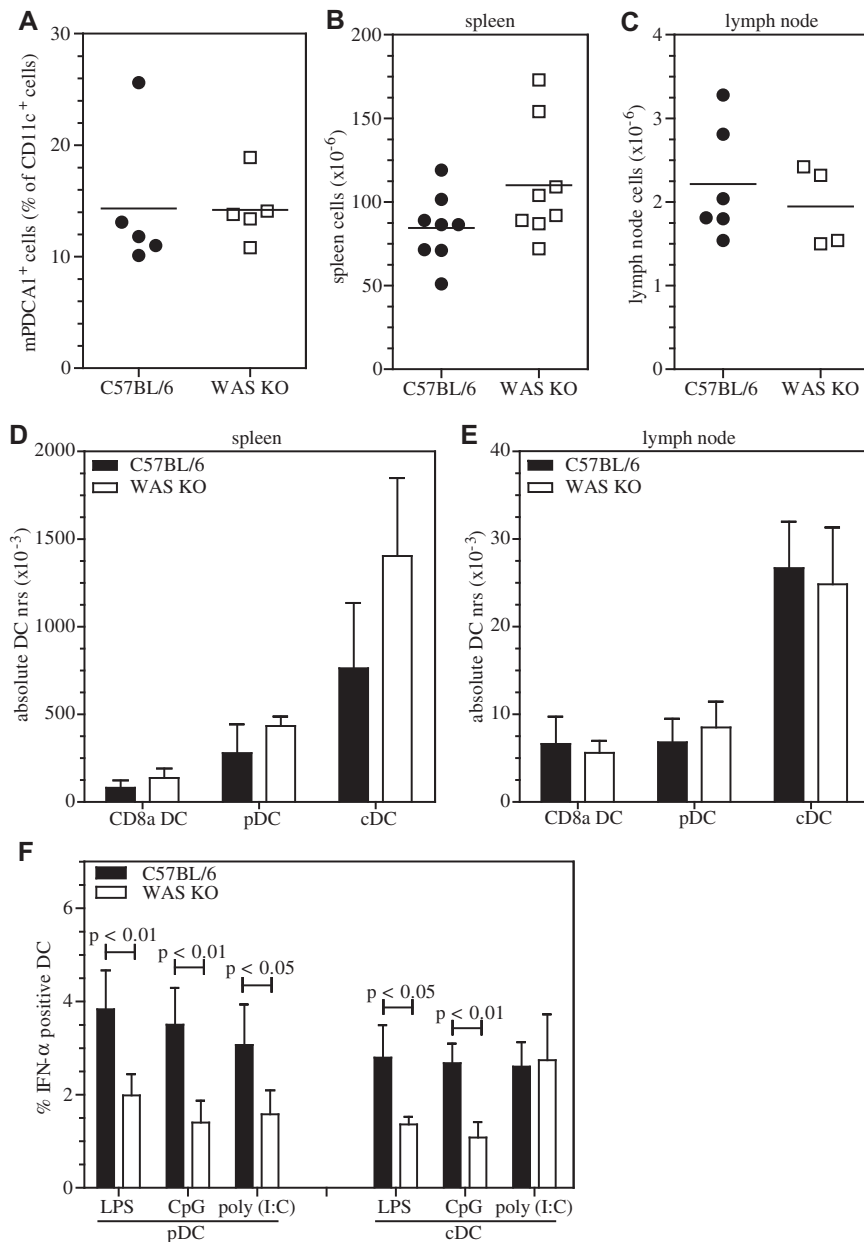 A
mPDCA1+ cells (% of CD11c+ cells)
30
20
10
0
C57BL/6 WAS KO
B
spleen
spleen cells (x10-6)
200
150
100
50
0
C57BL/6 WAS KO
C
lymph node
lymph node cells (x10-6)
4
3
2
1
0
C57BL/6 WAS KO
D
spleen
absolute DC nrs (x10-3)
2000
1500
1000
500
0
C57BL/6
WAS KO
CD8a DC pDC cDC
E
lymph node
absolute DC nrs (x10-3)
40
30
20
10
0
C57BL/6
WAS KO
CD8a DC pDC cDC
F
% IFN-α positive DC
6
4
2
0
C57BL/6
WAS KO
p < 0.01
p < 0.01
p < 0.05
p < 0.05
p < 0.01
LPS CpG poly (I:C) LPS CpG poly (I:C)
pDC cDC